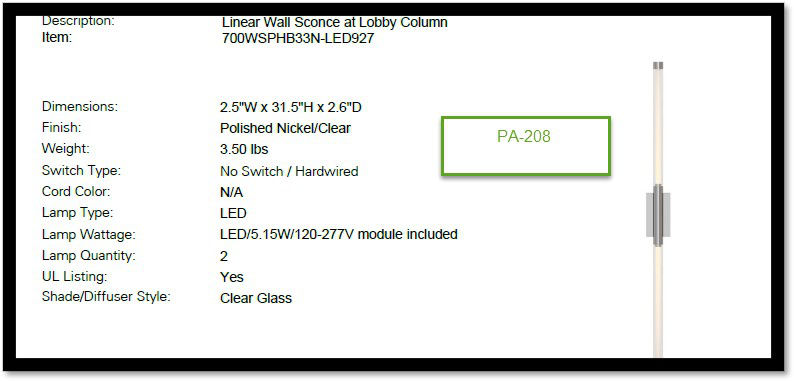 Description: Linear Wall Sconce at Lobby Column
Item: 700WSPHB33N-LED927
Dimensions: 2.5"W x 31.5"H x 2.6"D
Finish: Polished Nickel/Clear
PA-208
Weight: 3.50 lbs
Switch Type: No Switch / Hardwired
Cord Color: N/A
Lamp Type: LED
Lamp Wattage: LED/5.15W/120-277V module included
Lamp Quantity: 2
UL Listing: Yes
Shade/Diffuser Style: Clear Glass